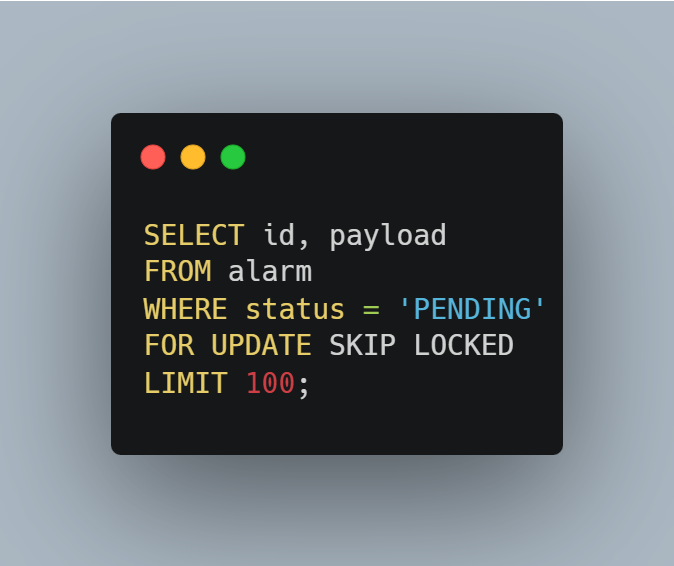 SELECT id, payload
FROM alarm
WHERE status = 'PENDING'
FOR UPDATE SKIP LOCKED
LIMIT 100;